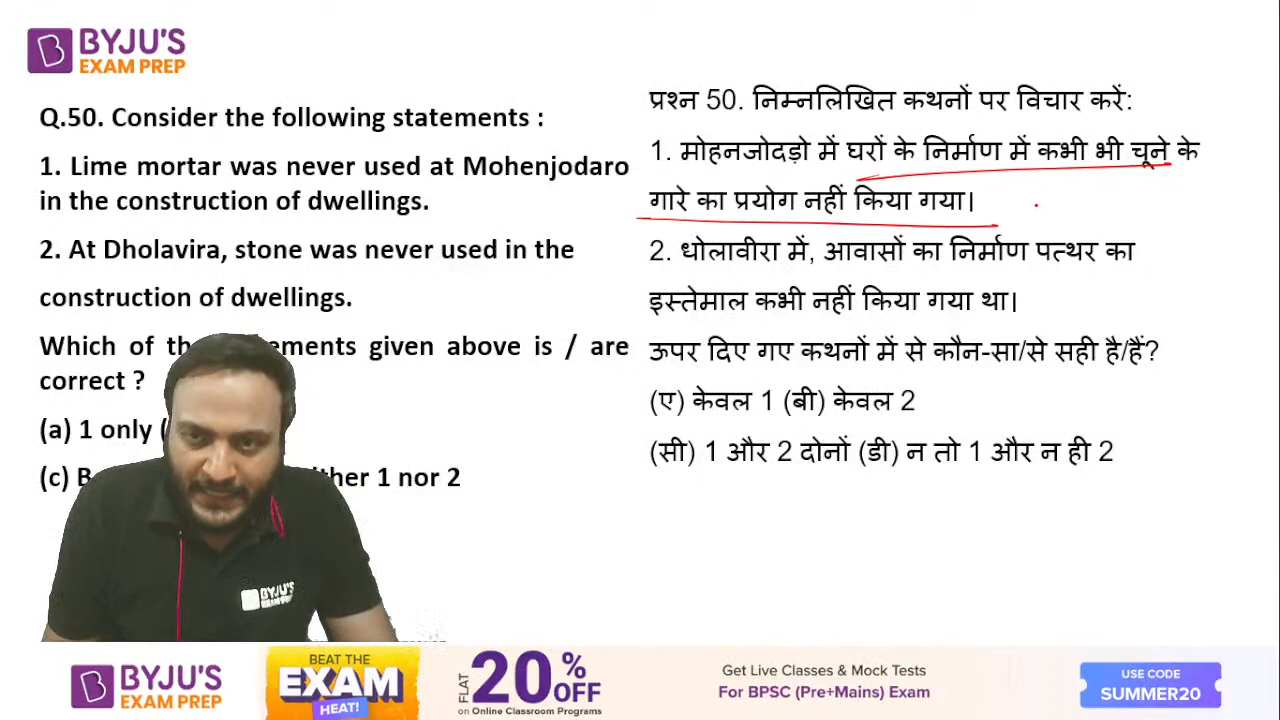 BYJU'S
EXAM PREP
Q.50. Consider the following statements :
1. Lime mortar was never used at Mohenjodaro
in the construction of dwellings.
2. At Dholavira, stone was never used in the
construction of dwellings.
Which of th ements given above is / are
correct ?
(a) 1 only (
(c) B ither 1 nor 2
प्रश्न 50. निम्नलिखित कथनों पर विचार करें:
1. मोहनजोदड़ो में घरों के निर्माण में कभी भी चूने के
गारे का प्रयोग नहीं किया गया।
2. धोलावीरा में, आवासों का निर्माण पत्थर का
इस्तेमाल कभी नहीं किया गया था।
ऊपर दिए गए कथनों में से कौन-सा/से सही है/हैं?
(ए) केवल 1 (बी) केवल 2
(सी) 1 और 2 दोनों (डी) न तो 1 और न ही 2
BYJU'S
EXAM PREP
BYJU'S
EXAM PREP
BEAT THE
EXAM
HEAT!
FLAT 20% OFF
on Online Classroom Programs
Get Live Classes & Mock Tests
For BPSC (Pre+Mains) Exam
USE CODE
SUMMER20